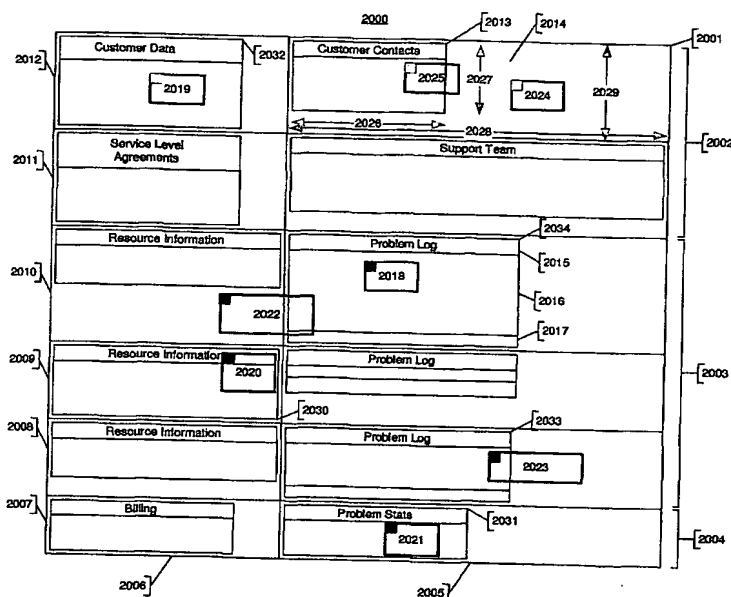 2000
2013
2014
2001
Customer Data
2032
Customer Contacts
2012
2019
2025
2027
2024
2029
2026
2028
2002
Service Level
Agreements
Support Team
2011
2034
Resource Information
Problem Log
2015
2018
2010
2016
2022
2017
2009
Resource Information
Problem Log
2020
2003
2030
2033
2008
Resource Information
Problem Log
2023
2007
Billing
Problem Stats
2031
2021
2004
2006
2005